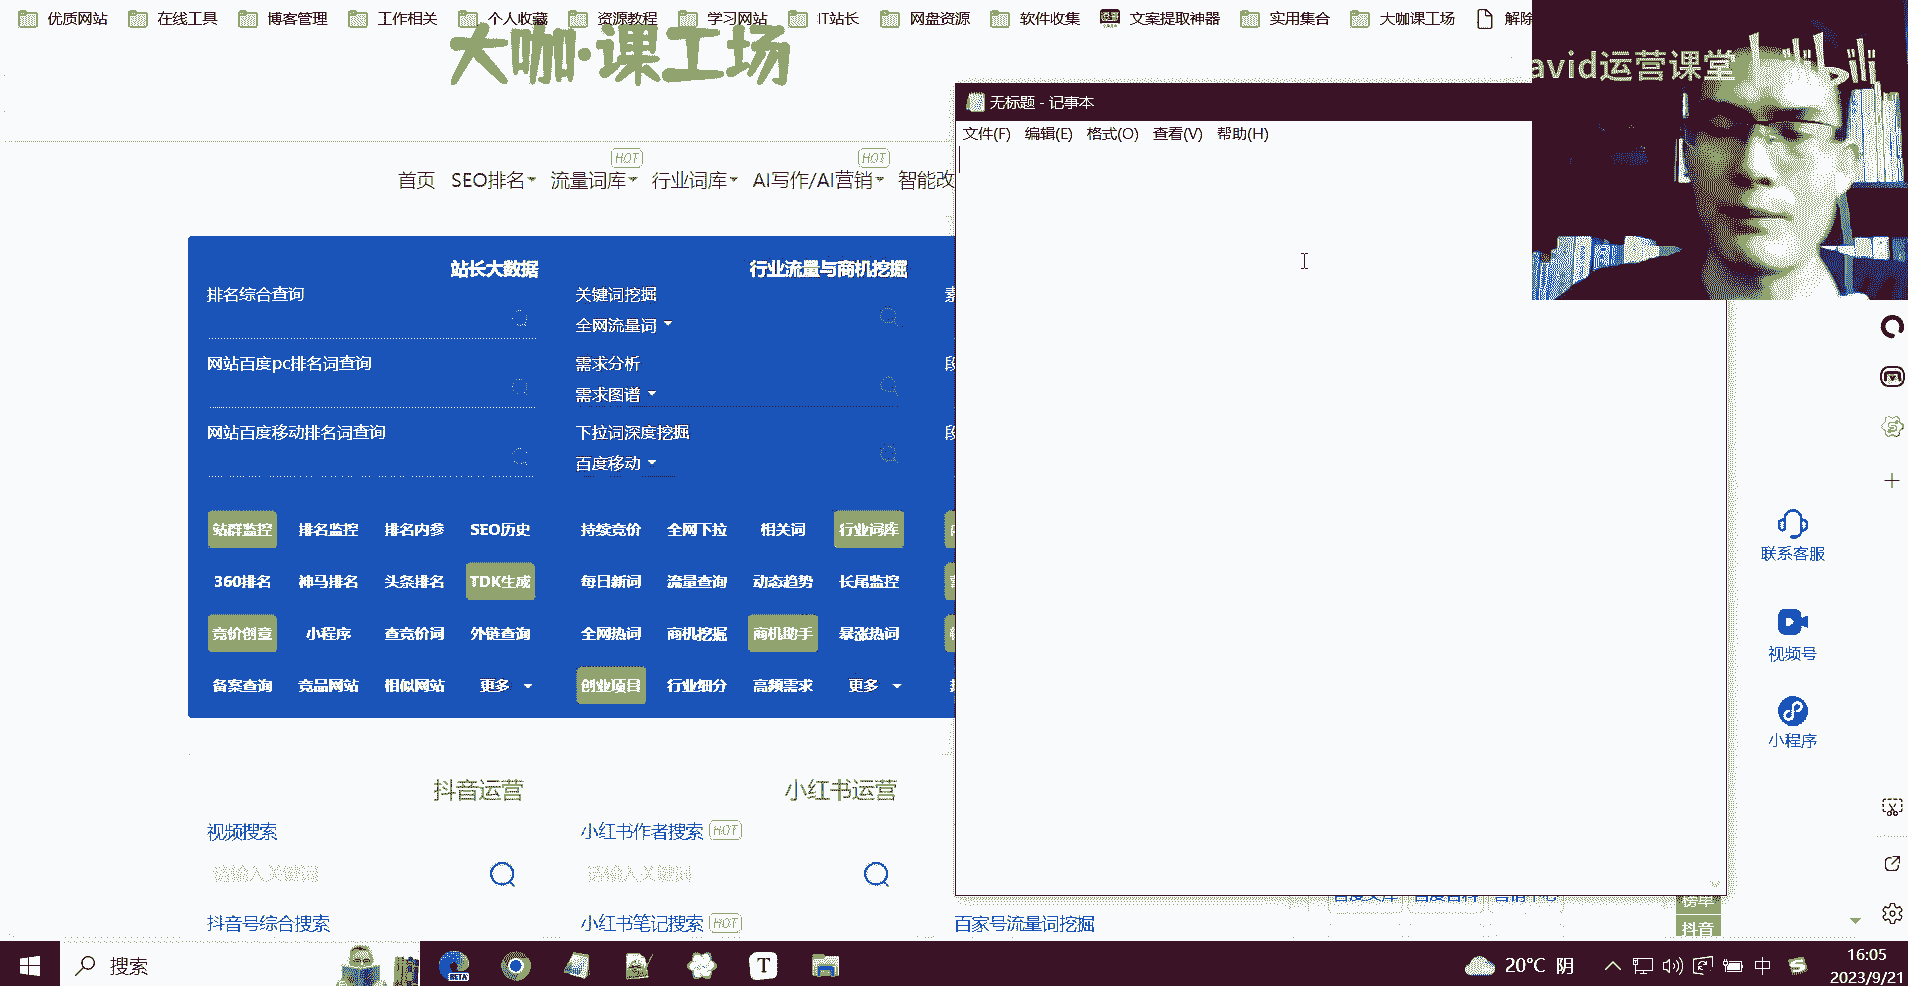 优质网站 在线工具 博客管理 工作相关 个人收藏 资源教程 学习网站 IT站长 网盘资源 软件收集 文案提取神器 实用集合 大咖课工场 解除
大咖·课工场
avid运营课堂 bilibili
无标题 - 记事本
文件(F) 编辑(E) 格式(O) 查看(V) 帮助(H)
HOT HOT
首页 SEO排名 流量词库 行业词库 AI写作/AI营销 智能改
站长大数据 行业流量与商机挖掘
排名综合查询 关键词挖掘
全网流量词
网站百度pc排名词查询 需求分析
需求图谱
网站百度移动排名词查询 下拉词深度挖掘
百度移动
站群监控 排名监控 排名内参 SEO历史 持续竞价 全网下拉 相关词 行业词库
360排名 神马排名 头条排名 TDK生成 每日新词 流量查询 动态趋势 长尾监控
竞价创意 小程序 查竞价词 外链查询 全网热词 商机挖掘 商机助手 暴涨热词
备案查询 竞品网站 相似网站 更多 创业项目 行业细分 高频需求 更多
联系客服
视频号
小程序
抖音运营 小红书运营
视频搜索 小红书作者搜索 HOT
请输入关键词 请输入关键词
抖音号综合搜索 小红书笔记搜索 HOT 百家号流量词挖掘
榜单
抖音
搜索 BETA T 20°C 阴 中 16:05
2023/9/21